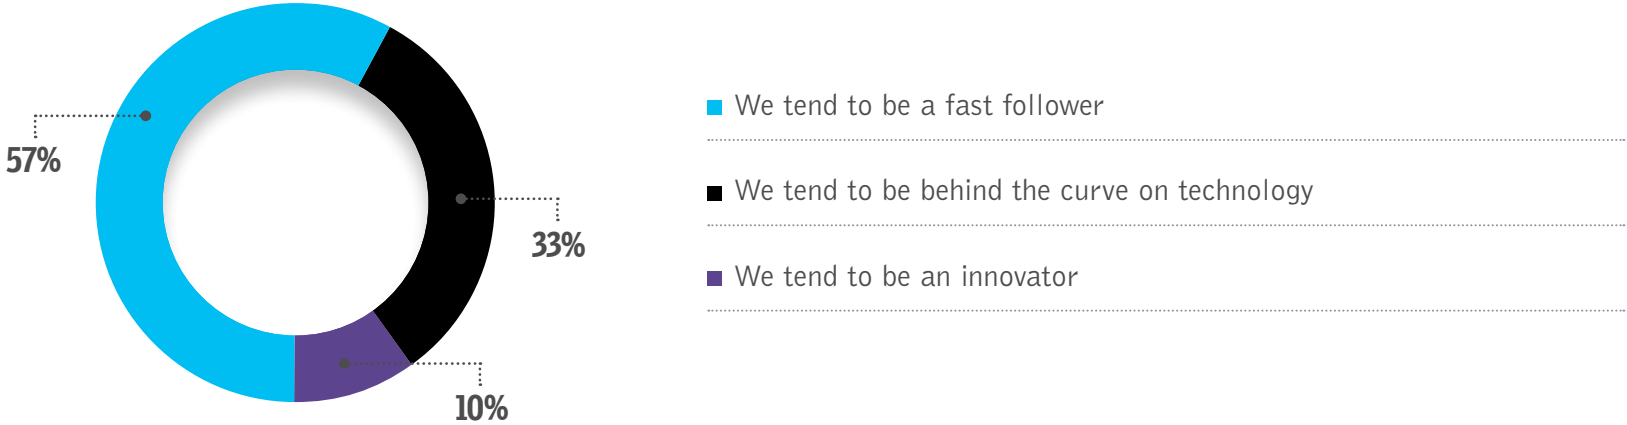 57%
33%
10%
We tend to be a fast follower
We tend to be behind the curve on technology
We tend to be an innovator